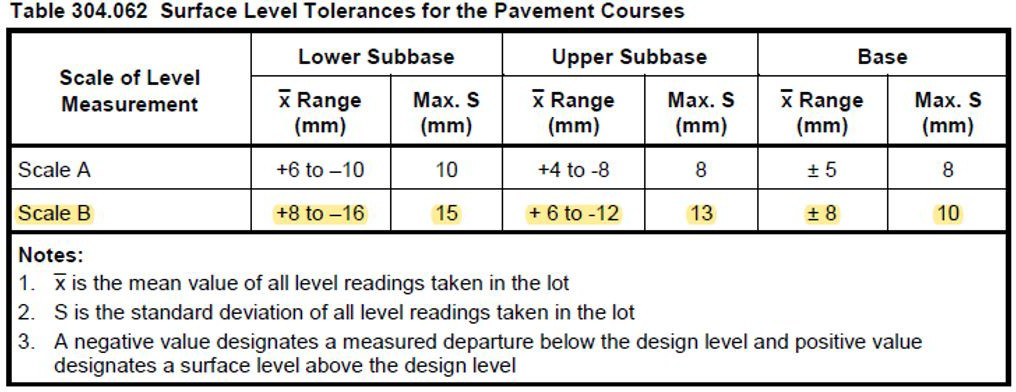 Table 304.062 Surface Level Tolerances for the Pavement Courses
Scale of Level Measurement Lower Subbase Upper Subbase Base
x̅ Range (mm) Max. S (mm) x̅ Range (mm) Max. S (mm) x̅ Range (mm) Max. S (mm)
Scale A +6 to –10 10 +4 to -8 8 ± 5 8
Scale B +8 to –16 15 + 6 to -12 13 ± 8 10
Notes:
1. x̅ is the mean value of all level readings taken in the lot
2. S is the standard deviation of all level readings taken in the lot
3. A negative value designates a measured departure below the design level and positive value
designates a surface level above the design level